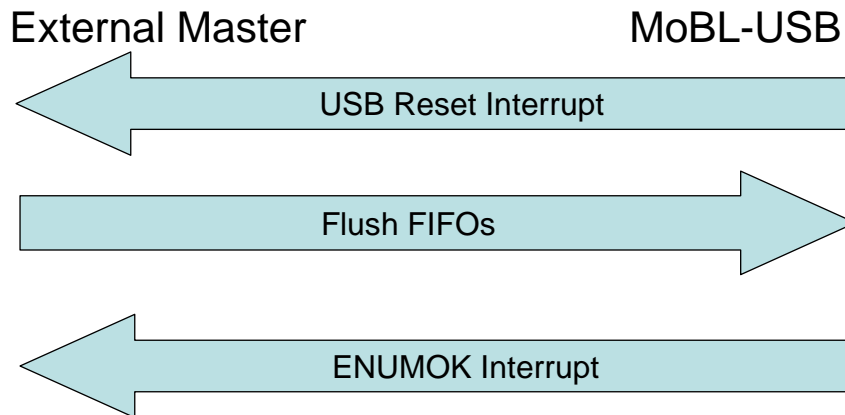 External Master MoBL-USB
USB Reset Interrupt
Flush FIFOs
ENUMOK Interrupt